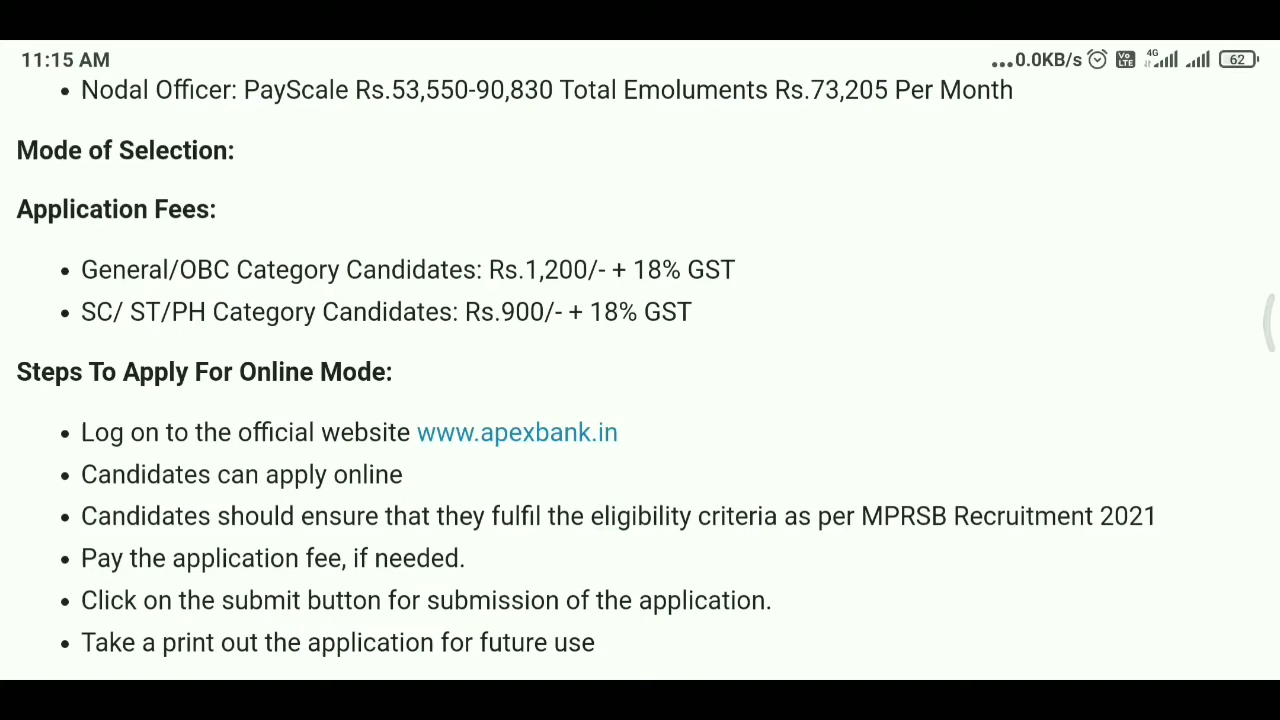 11:15 AM
...0.0KB/s Vo LTE 4G 62
• Nodal Officer: PayScale Rs.53,550-90,830 Total Emoluments Rs.73,205 Per Month
Mode of Selection:
Application Fees:
• General/OBC Category Candidates: Rs.1,200/- + 18% GST
• SC/ ST/PH Category Candidates: Rs.900/- + 18% GST
Steps To Apply For Online Mode:
• Log on to the official website www.apexbank.in
• Candidates can apply online
• Candidates should ensure that they fulfil the eligibility criteria as per MPRSB Recruitment 2021
• Pay the application fee, if needed.
• Click on the submit button for submission of the application.
• Take a print out the application for future use